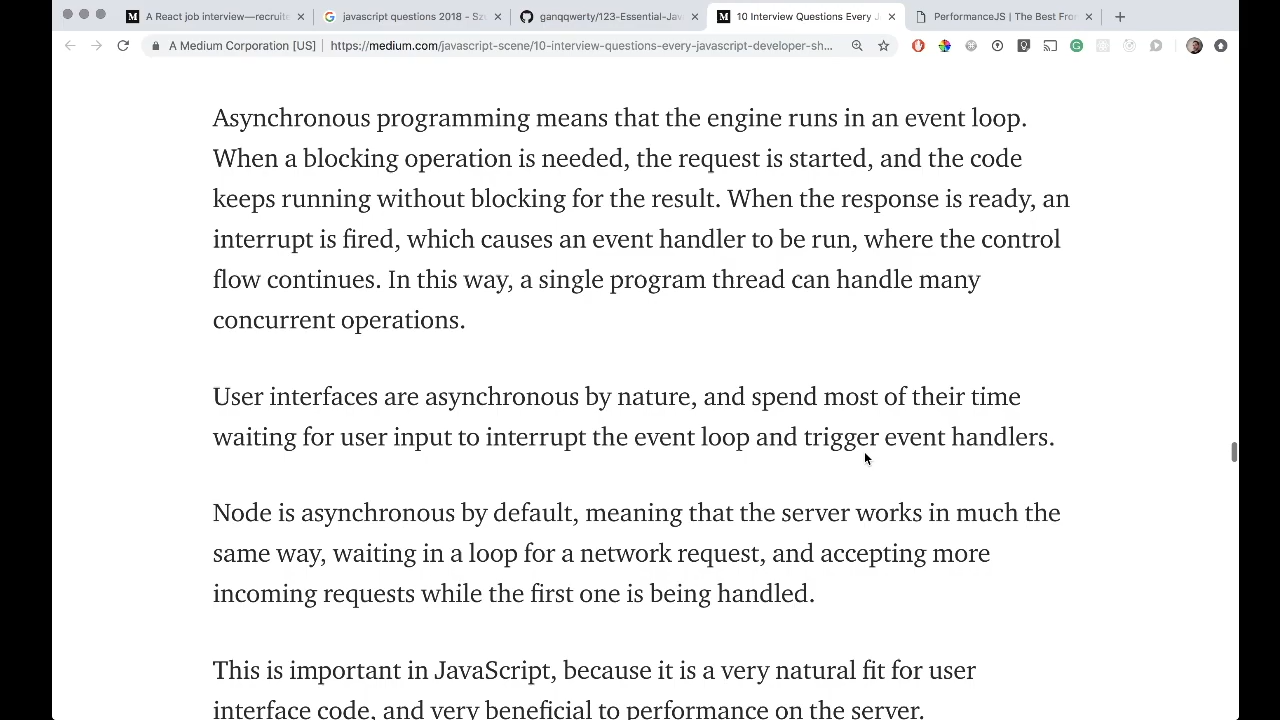 A React job interview—recruite
javascript questions 2018 - Szu
ganqqwerty/123-Essential-Jav
10 Interview Questions Every J
PerformanceJS | The Best Fron
A Medium Corporation [US]
https://medium.com/javascript-scene/10-interview-questions-every-javascript-developer-sh...
Asynchronous programming means that the engine runs in an event loop.
When a blocking operation is needed, the request is started, and the code
keeps running without blocking for the result. When the response is ready, an
interrupt is fired, which causes an event handler to be run, where the control
flow continues. In this way, a single program thread can handle many
concurrent operations.
User interfaces are asynchronous by nature, and spend most of their time
waiting for user input to interrupt the event loop and trigger event handlers.
Node is asynchronous by default, meaning that the server works in much the
same way, waiting in a loop for a network request, and accepting more
incoming requests while the first one is being handled.
This is important in JavaScript, because it is a very natural fit for user
interface code, and very beneficial to performance on the server.